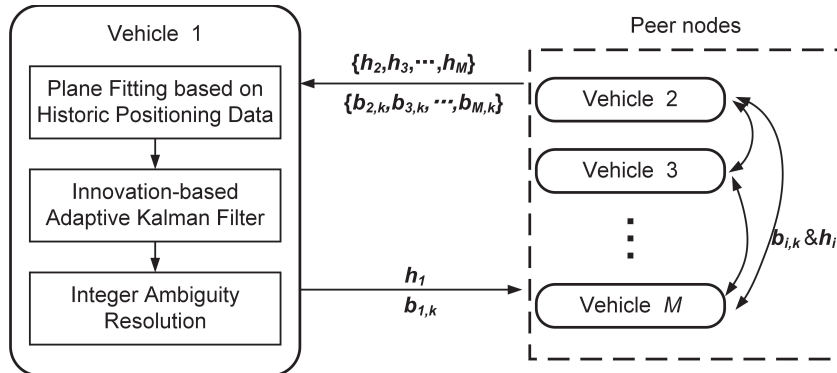 Vehicle 1
Plane Fitting based on
Historic Positioning Data
Innovation-based
Adaptive Kalman Filter
Integer Ambiguity
Resolution
{h2,h3,⋯,hM}
{b2,k,b3,k,⋯,bM,k}
h1
b1,k
Peer nodes
Vehicle 2
Vehicle 3
⋮
Vehicle M
bi,k&hi